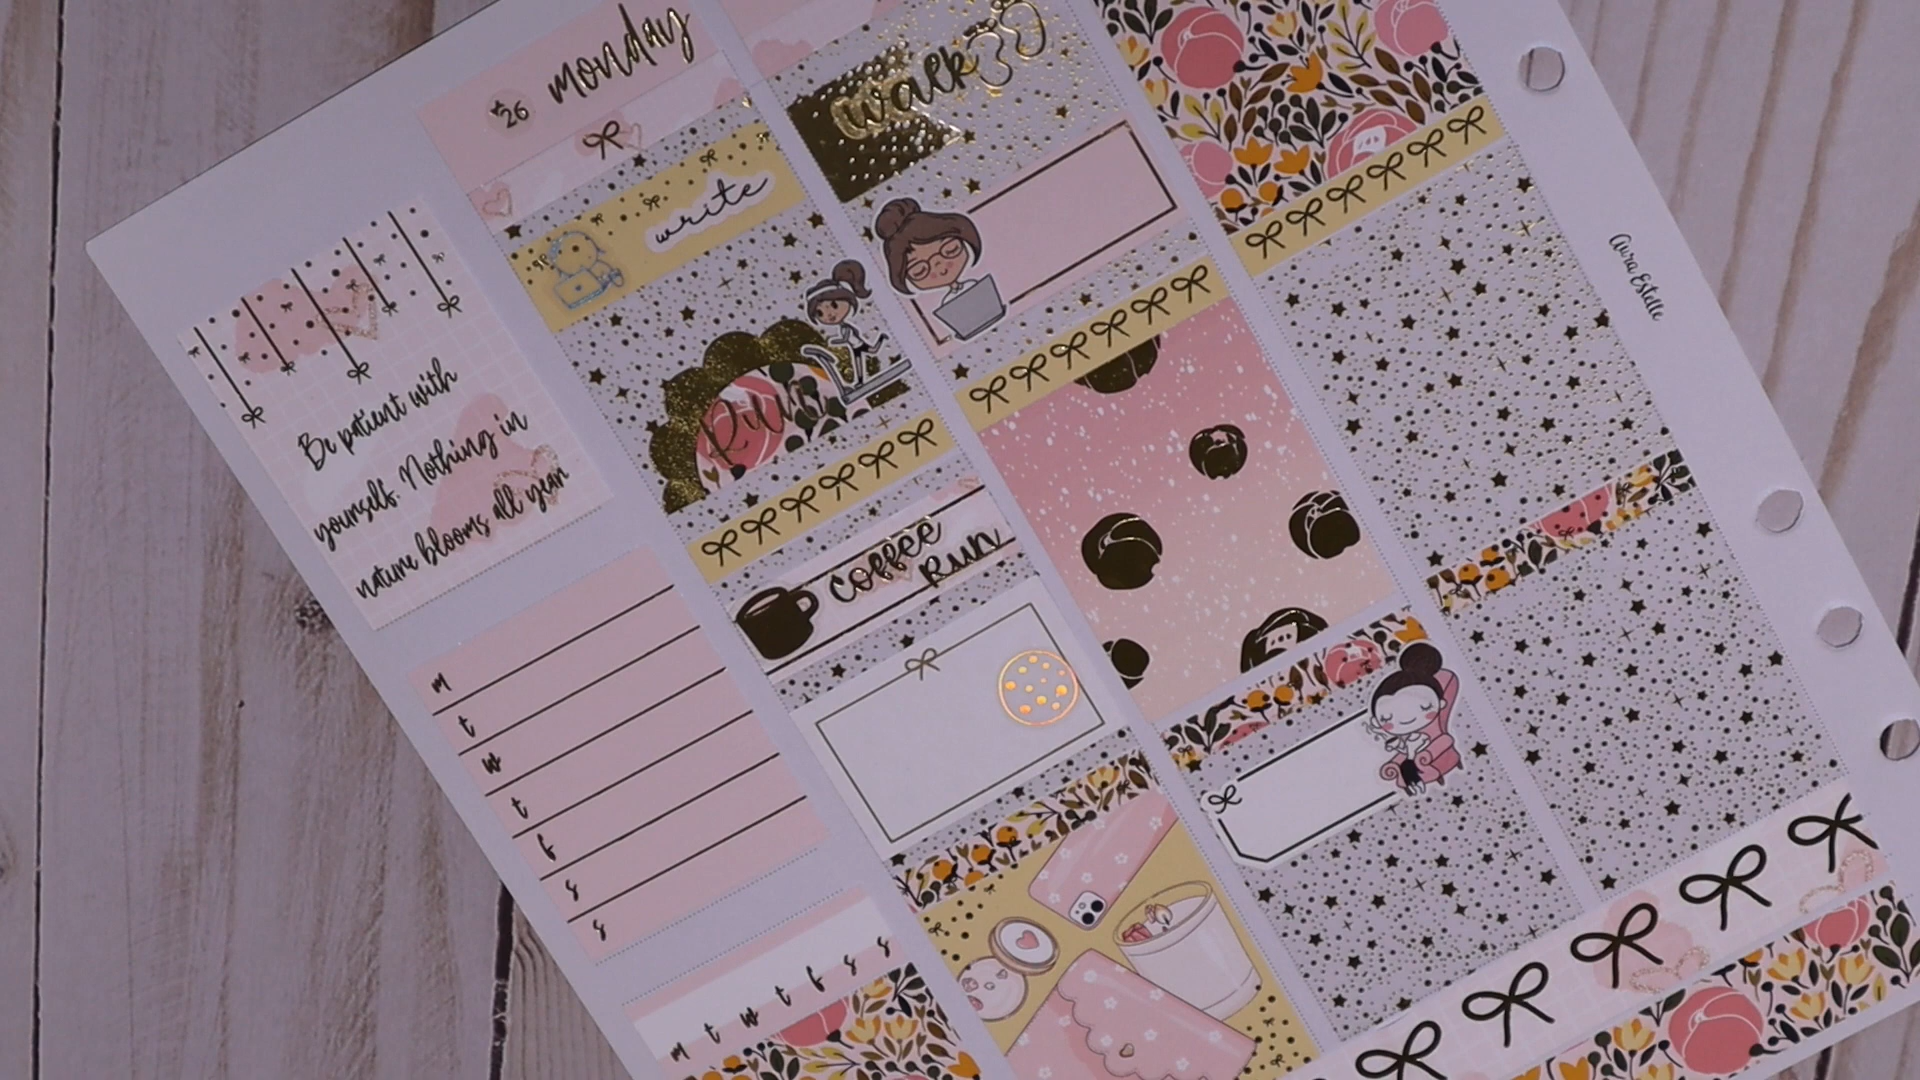 26 monday
write
Run
coffee
Run
walk
Be patient with
yourself. Nothing in
nature blooms all year
m
t
w
t
f
s
s
m t w t f s s
Aura Estelle